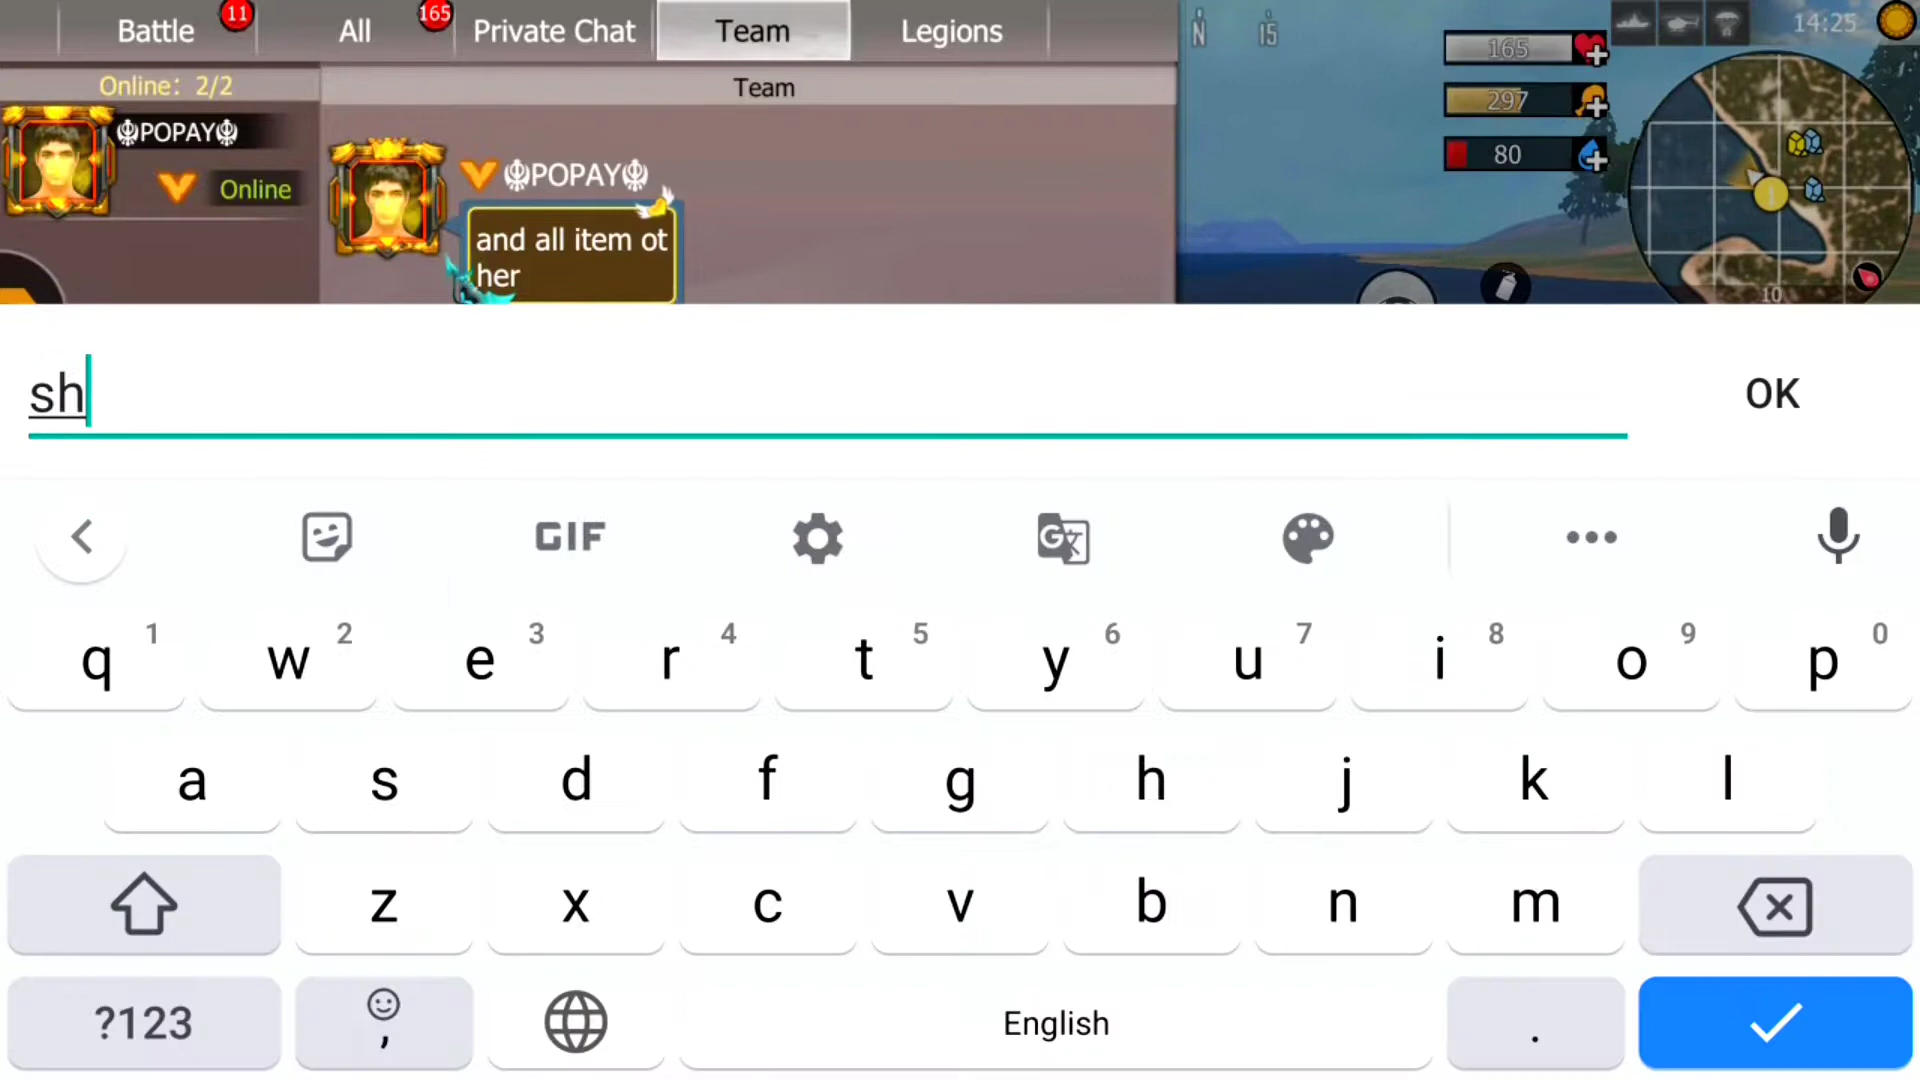 Battle 11 All 165 Private Chat Team Legions
N 15
165
14:25
Online: 2/2
Team
297
POPAY
80
1
Online
POPAY
and all item ot
her
10
sh
OK
GIF
q 1 w 2 e 3 r 4 t 5 y 6 u 7 i 8 o 9 p 0
a s d f g h j k l
z x c v b n m
?123 , English .